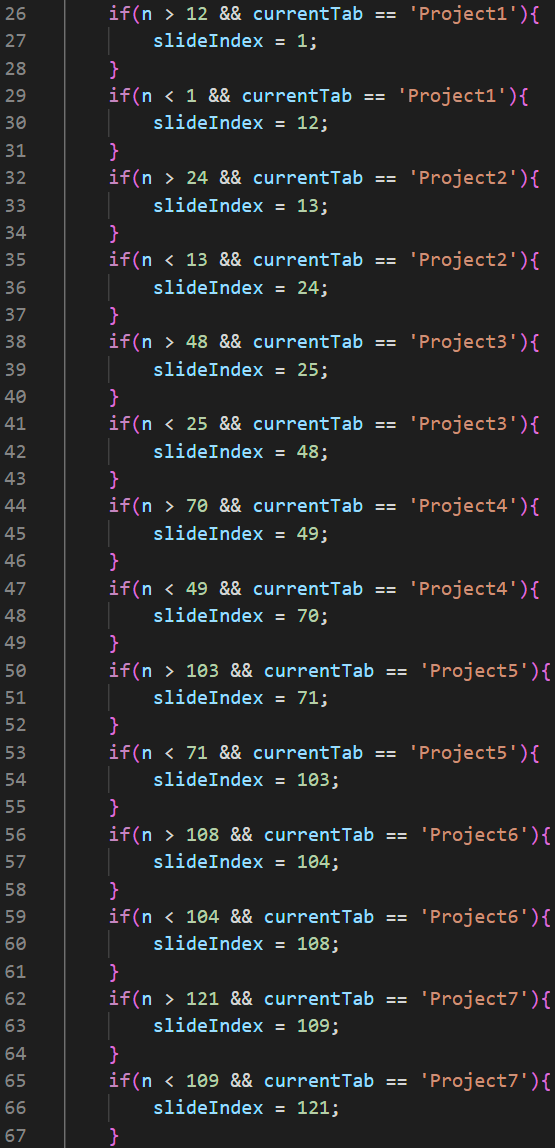 26 if(n > 12 && currentTab == 'Project1'){
27 slideIndex = 1;
28 }
29 if(n < 1 && currentTab == 'Project1'){
30 slideIndex = 12;
31 }
32 if(n > 24 && currentTab == 'Project2'){
33 slideIndex = 13;
34 }
35 if(n < 13 && currentTab == 'Project2'){
36 slideIndex = 24;
37 }
38 if(n > 48 && currentTab == 'Project3'){
39 slideIndex = 25;
40 }
41 if(n < 25 && currentTab == 'Project3'){
42 slideIndex = 48;
43 }
44 if(n > 70 && currentTab == 'Project4'){
45 slideIndex = 49;
46 }
47 if(n < 49 && currentTab == 'Project4'){
48 slideIndex = 70;
49 }
50 if(n > 103 && currentTab == 'Project5'){
51 slideIndex = 71;
52 }
53 if(n < 71 && currentTab == 'Project5'){
54 slideIndex = 103;
55 }
56 if(n > 108 && currentTab == 'Project6'){
57 slideIndex = 104;
58 }
59 if(n < 104 && currentTab == 'Project6'){
60 slideIndex = 108;
61 }
62 if(n > 121 && currentTab == 'Project7'){
63 slideIndex = 109;
64 }
65 if(n < 109 && currentTab == 'Project7'){
66 slideIndex = 121;
67 }